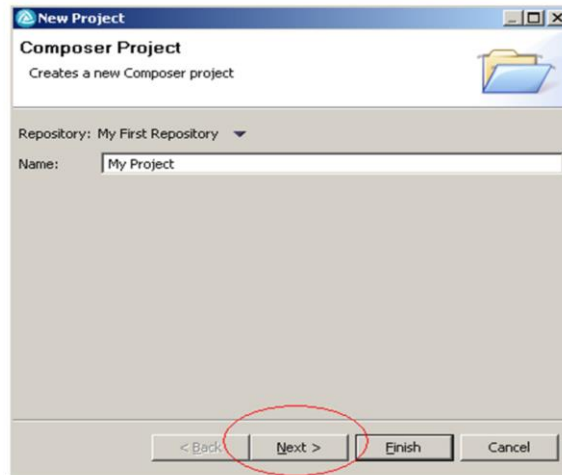 New Project
Composer Project
Creates a new Composer project
Repository: My First Repository
Name: My Project
< Back Next > Finish Cancel